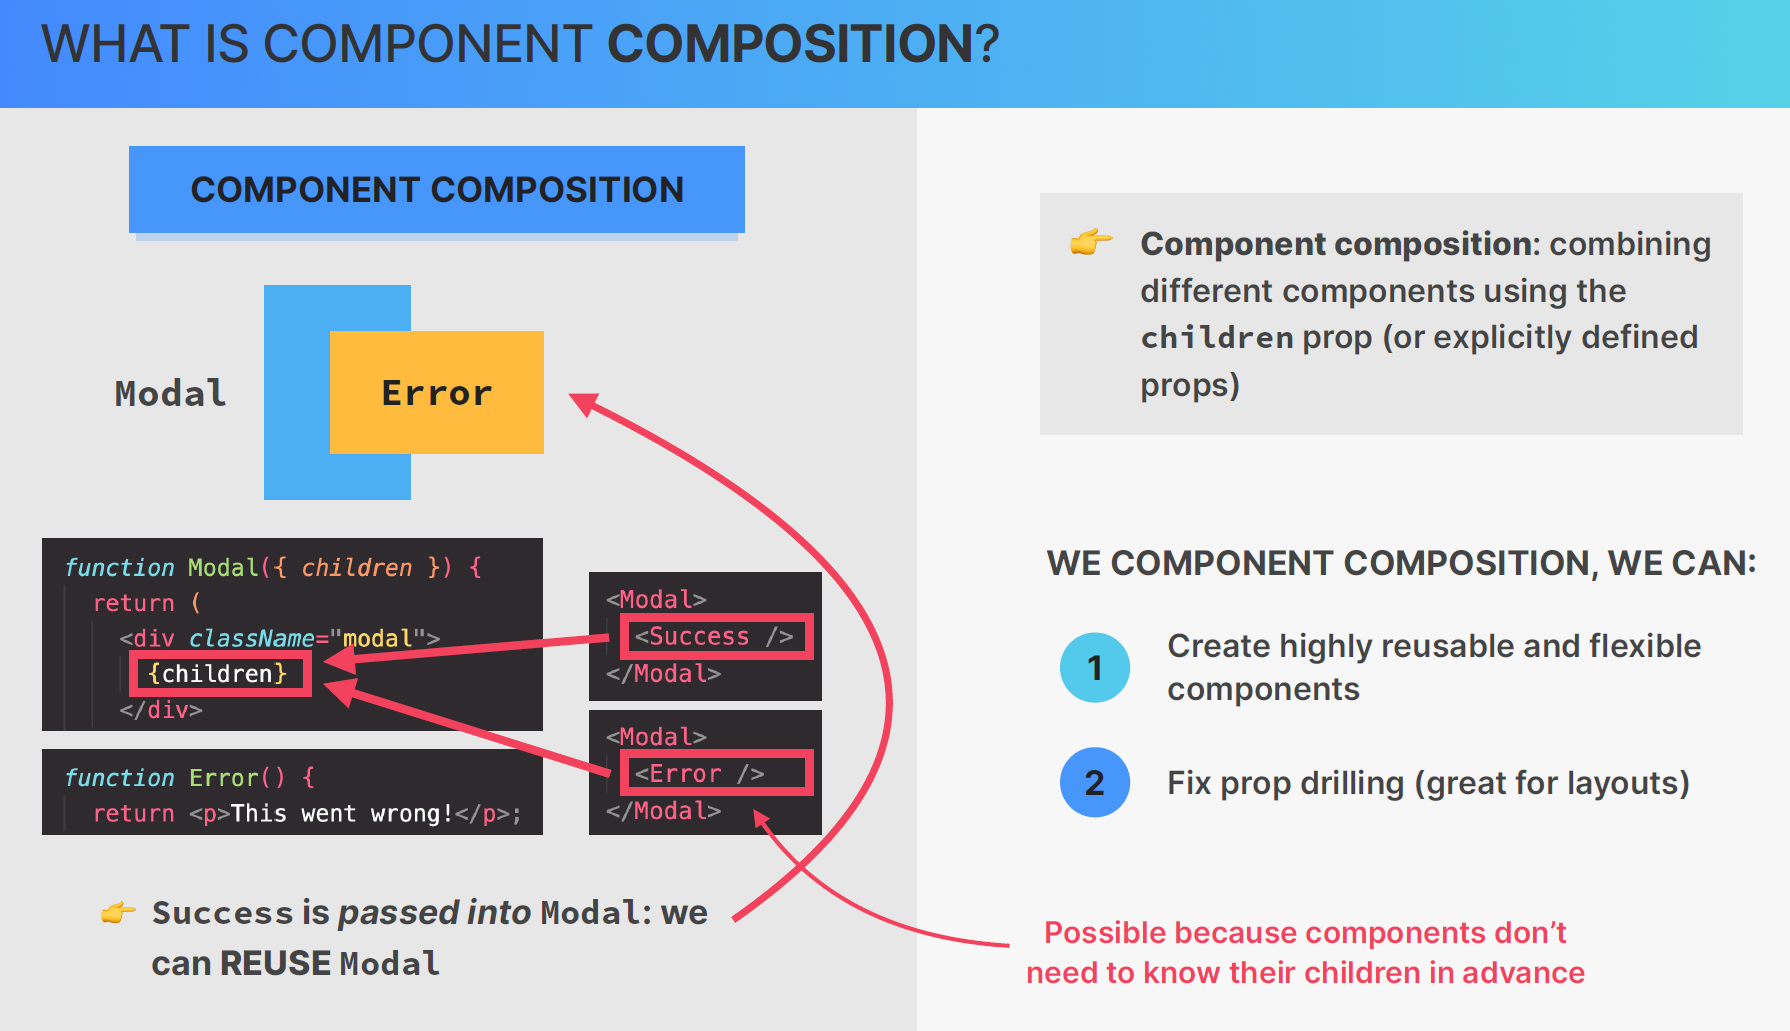 WHAT IS COMPONENT COMPOSITION?
COMPONENT COMPOSITION
Modal
Error
function Modal({ children }) {
return (
<div className="modal">
{children}
</div>
function Error() {
return <p>This went wrong!</p>;
<Modal>
<Success />
</Modal>
<Modal>
<Error />
</Modal>
👉 Success is passed into Modal: we
can REUSE Modal
👉 Component composition: combining
different components using the
children prop (or explicitly defined
props)
WE COMPONENT COMPOSITION, WE CAN:
1 Create highly reusable and flexible
components
2 Fix prop drilling (great for layouts)
Possible because components don’t
need to know their children in advance